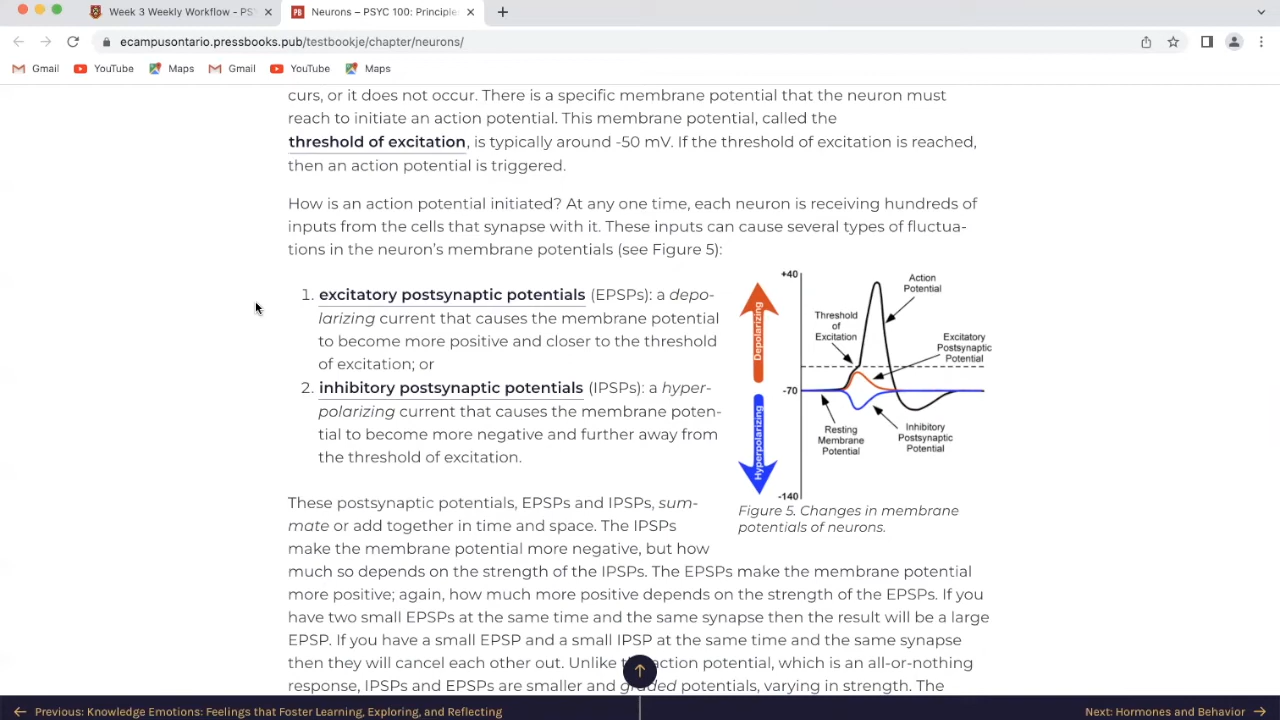 Week 3 Weekly Workflow - PSY
Neurons – PSYC 100: Principle
ecampusontario.pressbooks.pub/testbookje/chapter/neurons/
Gmail YouTube Maps Gmail YouTube Maps
curs, or it does not occur. There is a specific membrane potential that the neuron must
reach to initiate an action potential. This membrane potential, called the
threshold of excitation, is typically around -50 mV. If the threshold of excitation is reached,
then an action potential is triggered.
How is an action potential initiated? At any one time, each neuron is receiving hundreds of
inputs from the cells that synapse with it. These inputs can cause several types of fluctua-
tions in the neuron’s membrane potentials (see Figure 5):
1. excitatory postsynaptic potentials (EPSPs): a depo-
larizing current that causes the membrane potential
to become more positive and closer to the threshold
of excitation; or
2. inhibitory postsynaptic potentials (IPSPs): a hyper-
polarizing current that causes the membrane poten-
tial to become more negative and further away from
the threshold of excitation.
+40
-70
-140
Depolarizing
Hyperpolarizing
Action
Potential
Threshold
of
Excitation
Excitatory
Postsynaptic
Potential
Resting
Membrane
Potential
Inhibitory
Postsynaptic
Potential
Figure 5. Changes in membrane
potentials of neurons.
These postsynaptic potentials, EPSPs and IPSPs, sum-
mate or add together in time and space. The IPSPs
make the membrane potential more negative, but how
much so depends on the strength of the IPSPs. The EPSPs make the membrane potential
more positive; again, how much more positive depends on the strength of the EPSPs. If you
have two small EPSPs at the same time and the same synapse then the result will be a large
EPSP. If you have a small EPSP and a small IPSP at the same time and the same synapse
then they will cancel each other out. Unlike the action potential, which is an all-or-nothing
response, IPSPs and EPSPs are smaller and graded potentials, varying in strength. The
Previous: Knowledge Emotions: Feelings that Foster Learning, Exploring, and Reflecting
Next: Hormones and Behavior